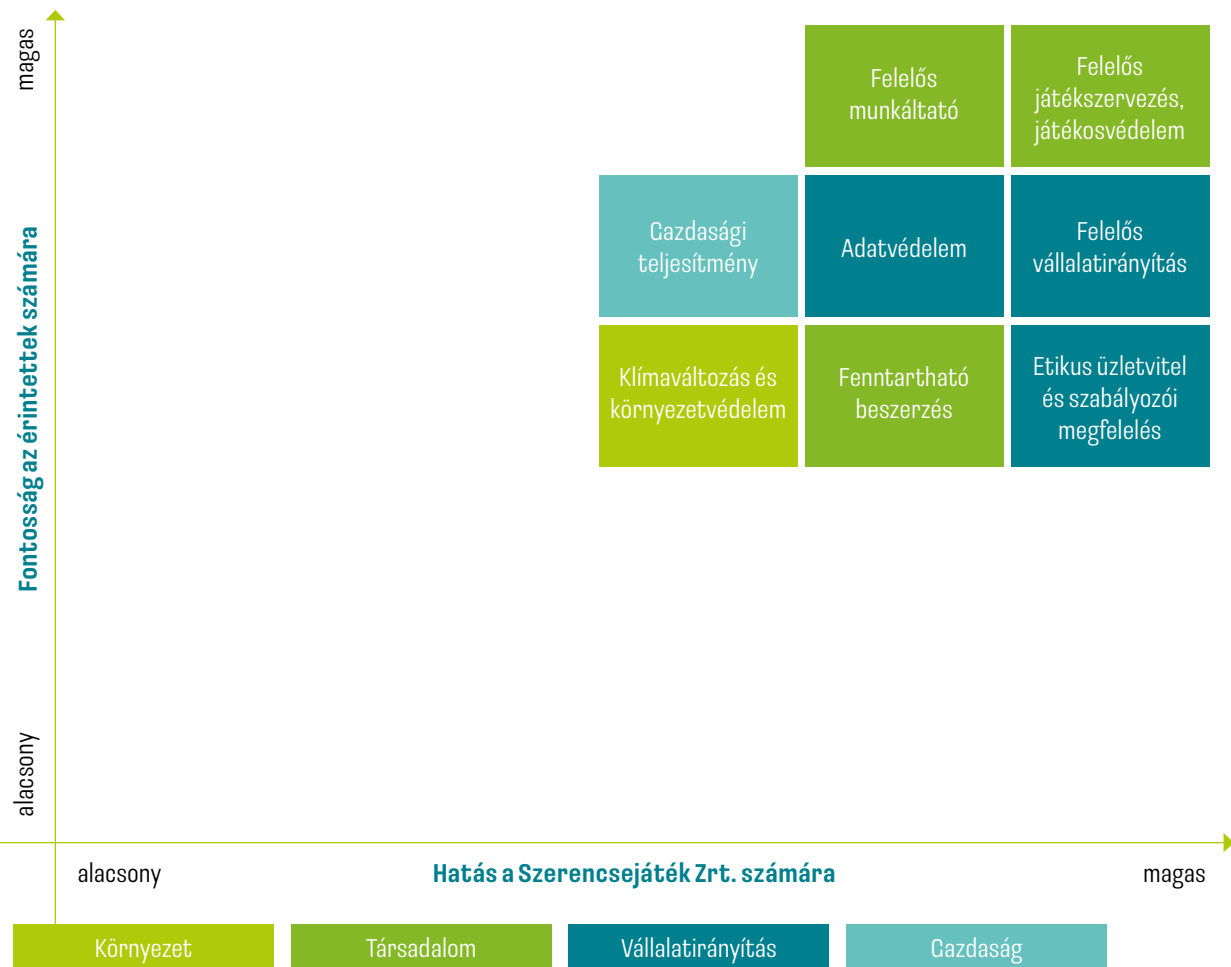 magas
Fontosság az érintettek számára
alacsony
Felelős
munkáltató
Felelős
játékszervezés,
játékosvédelem
Gazdasági
teljesítmény
Adatvédelem
Felelős
vállalatirányítás
Klímaváltozás és
környezetvédelem
Fenntartható
beszerzés
Etikus üzletvitel
és szabályozói
megfelelés
alacsony
Hatás a Szerencsejáték Zrt. számára
magas
Környezet
Társadalom
Vállalatirányítás
Gazdaság